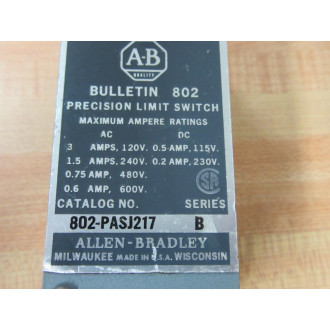 A-B
QUALITY
BULLETIN 802
PRECISION LIMIT SWITCH
MAXIMUM AMPERE RATINGS
AC DC
3 AMPS, 120V. 0.5 AMP, 115V.
1.5 AMPS, 240V. 0.2 AMP, 230V.
0.75 AMP, 480V.
0.6 AMP, 600V.
CATALOG NO. SERIES
802-PASJ217 B
ALLEN-BRADLEY
MILWAUKEE MADE IN U.S.A. WISCONSIN